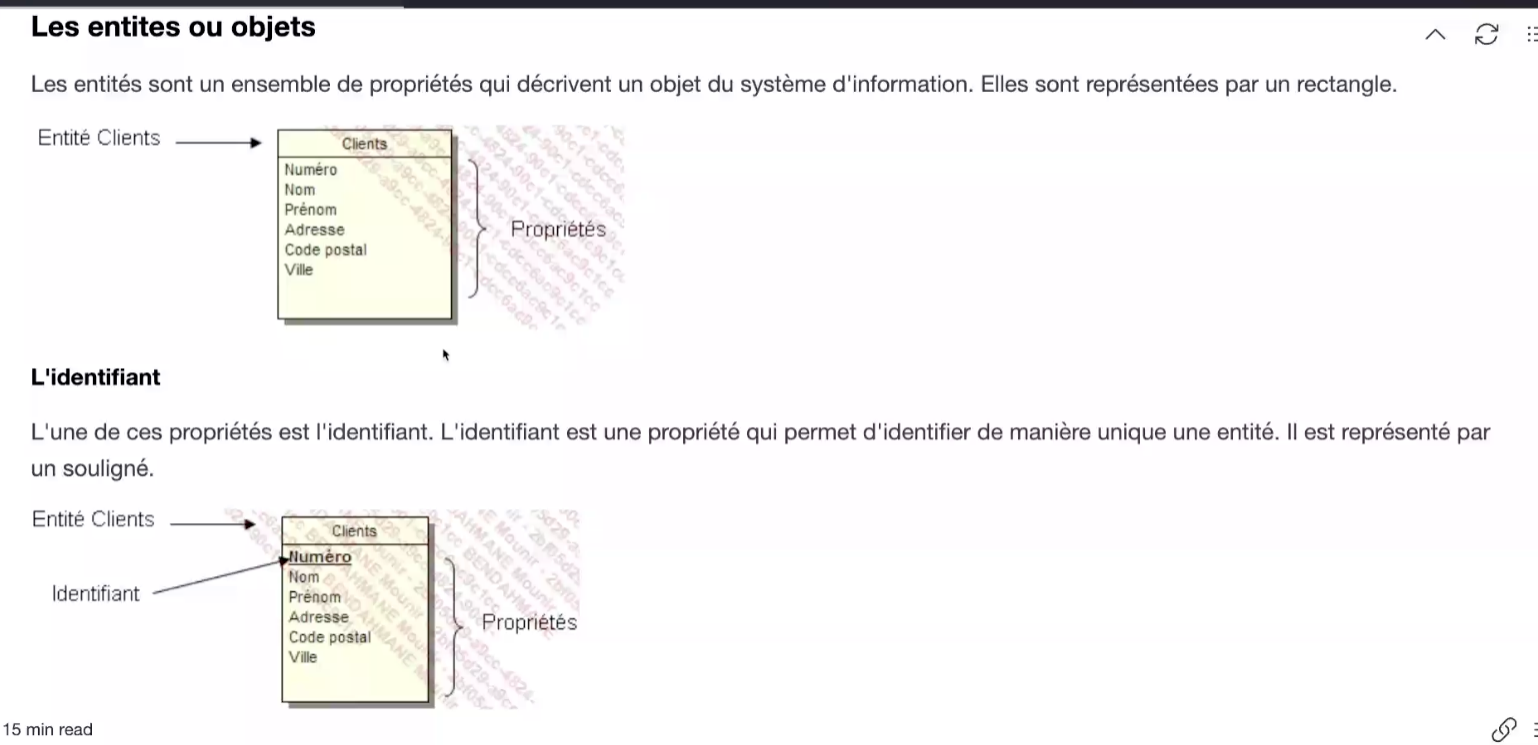 Les entites ou objets
Les entités sont un ensemble de propriétés qui décrivent un objet du système d'information. Elles sont représentées par un rectangle.
Entité Clients
Clients
Numéro
Nom
Prénom
Adresse
Code postal
Ville
Propriétés
L'identifiant
L'une de ces propriétés est l'identifiant. L'identifiant est une propriété qui permet d'identifier de manière unique une entité. Il est représenté par
un souligné.
Entité Clients
Clients
Identifiant
Numéro
Nom
Prénom
Adresse
Code postal
Ville
Propriétés
15 min read